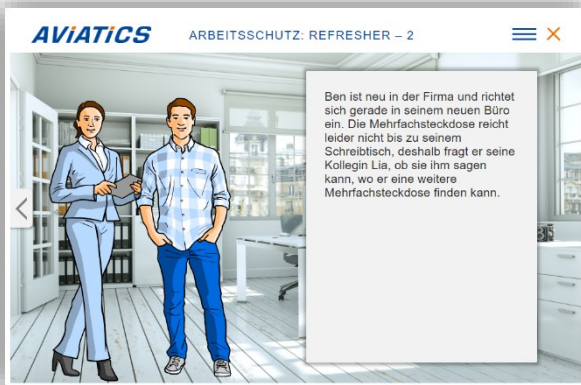 AViATiCS
ARBEITSSCHUTZ: REFRESHER – 2
Ben ist neu in der Firma und richtet
sich gerade in seinem neuen Büro
ein. Die Mehrfachsteckdose reicht
leider nicht bis zu seinem
Schreibtisch, deshalb fragt er seine
Kollegin Lia, ob sie ihm sagen
kann, wo er eine weitere
Mehrfachsteckdose finden kann.